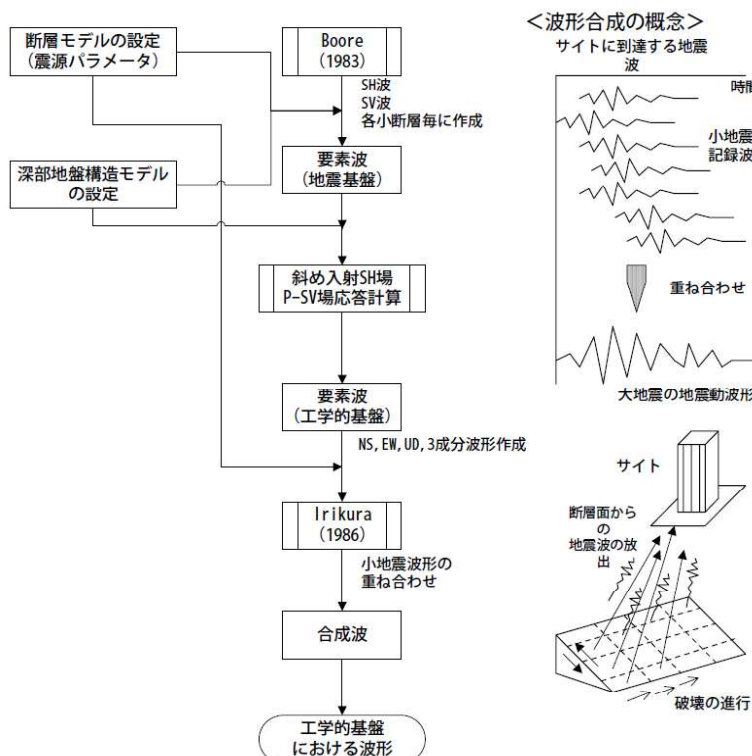 断層モデルの設定
(震源パラメータ)
Boore
(1983)
SH波
SV波
各小断層毎に作成
深部地盤構造モデル
の設定
要素波
(地震基盤)
斜め入射SH場
P-SV場応答計算
要素波
(工学的基盤)
NS,EW,UD,3成分波形作成
Irikura
(1986)
小地震波形の
重ね合わせ
合成波
工学的基盤
における波形
<波形合成の概念>
サイトに到達する地震
波
時間
小地震
記録波
重ね合わせ
大地震の地震動波形
サイト
断層面から
の
地震波の放
出
破壊の進行